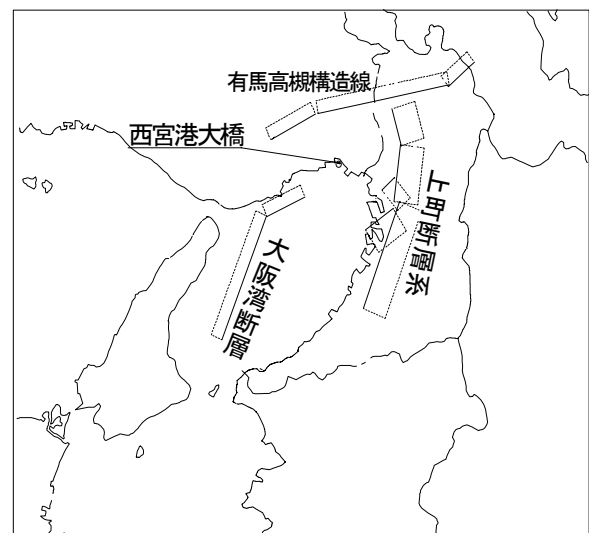 有馬高槻構造線
西宮港大橋
上町断層系
大阪湾断層